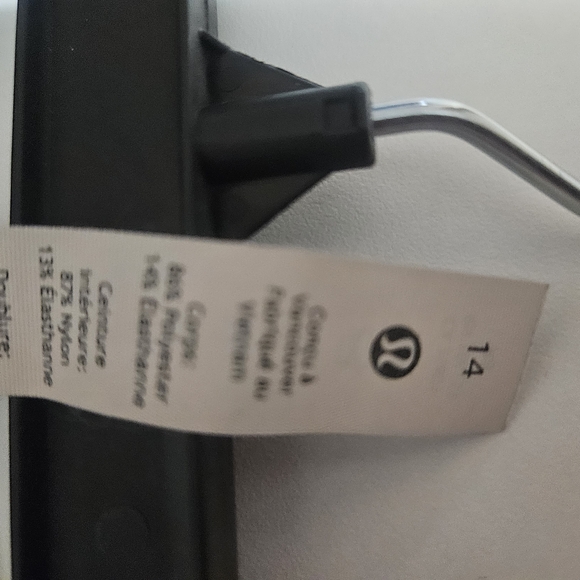 14
Conçu à
Vancouver
Fabriqué au
Vietnam
Corps:
86% Polyester
14% Élasthanne
Ceinture
Intérieure:
87% Nylon
13% Élasthanne
Doublure: